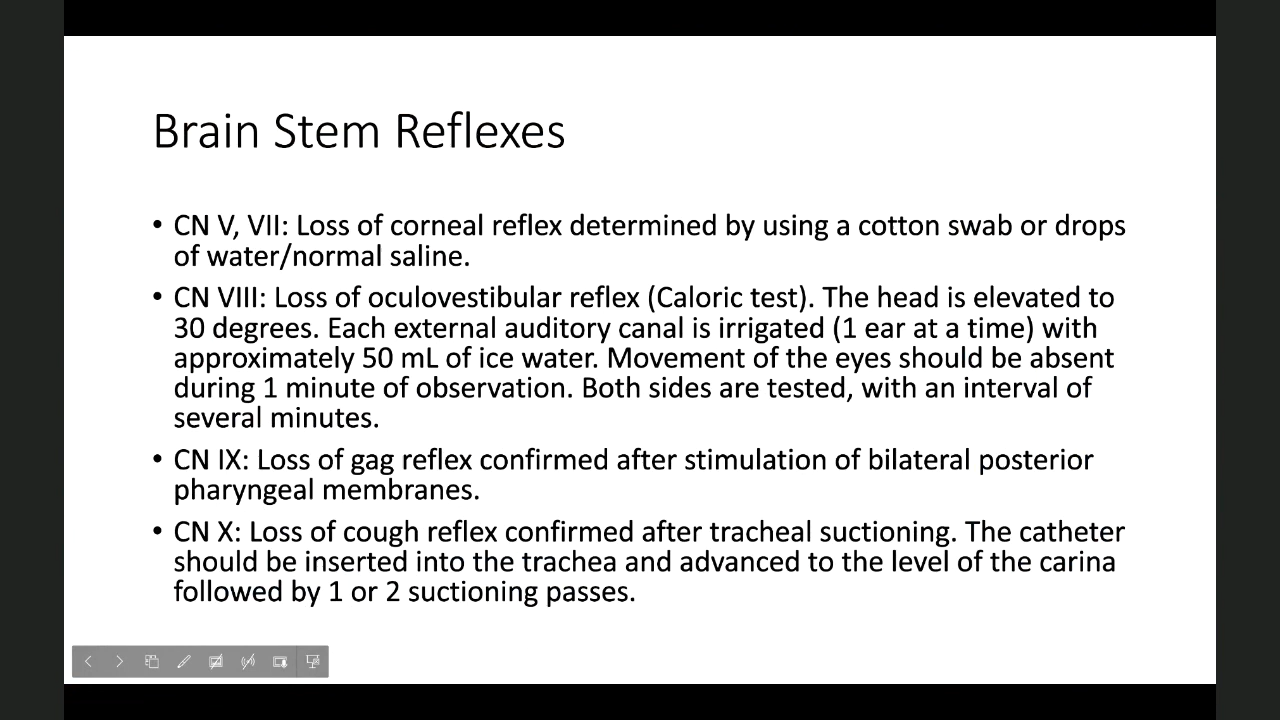 Brain Stem Reflexes
• CN V, VII: Loss of corneal reflex determined by using a cotton swab or drops
of water/normal saline.
• CN VIII: Loss of oculovestibular reflex (Caloric test). The head is elevated to
30 degrees. Each external auditory canal is irrigated (1 ear at a time) with
approximately 50 mL of ice water. Movement of the eyes should be absent
during 1 minute of observation. Both sides are tested, with an interval of
several minutes.
• CN IX: Loss of gag reflex confirmed after stimulation of bilateral posterior
pharyngeal membranes.
• CN X: Loss of cough reflex confirmed after tracheal suctioning. The catheter
should be inserted into the trachea and advanced to the level of the carina
followed by 1 or 2 suctioning passes.